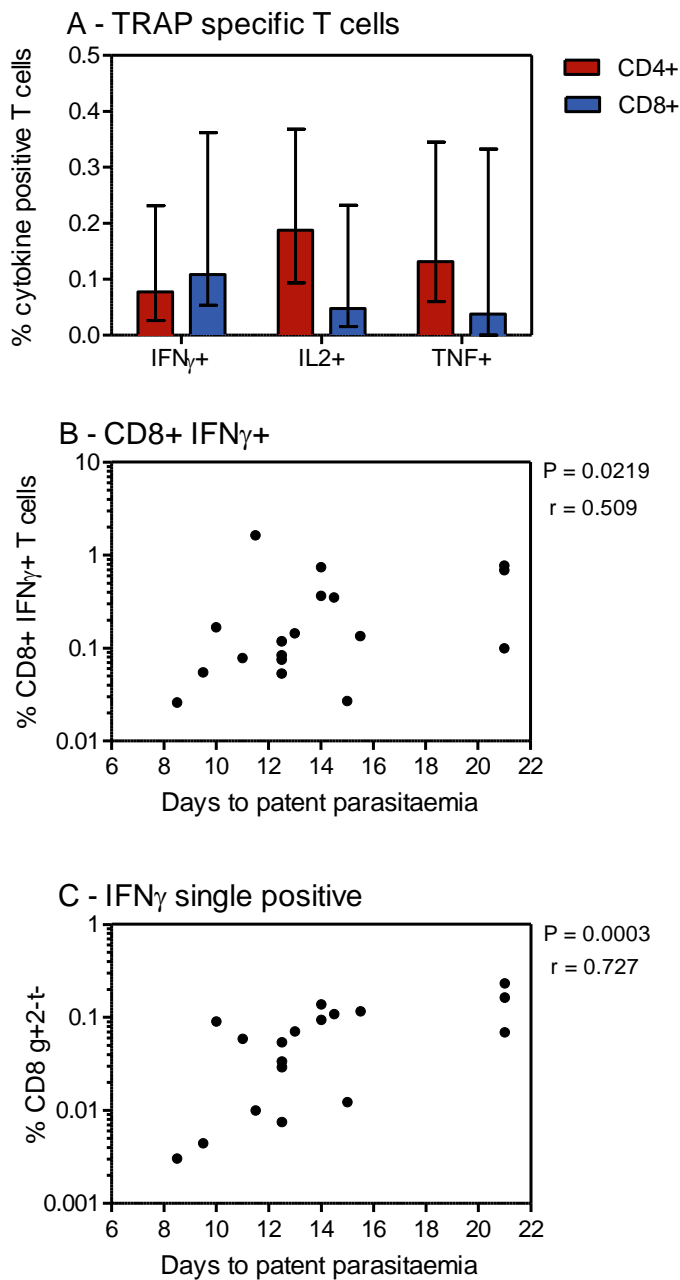 A - TRAP specific T cells
% cytokine positive T cells
0.5
0.4
0.3
0.2
0.1
0.0
IFNγ+ IL2+ TNF+
CD4+
CD8+
B - CD8+ IFNγ+
% CD8+ IFNγ+ T cells
10
1
0.1
0.01
6 8 10 12 14 16 18 20 22
Days to patent parasitaemia
P = 0.0219
r = 0.509
C - IFNγ single positive
% CD8 g+2-t-
1
0.1
0.01
0.001
6 8 10 12 14 16 18 20 22
Days to patent parasitaemia
P = 0.0003
r = 0.727